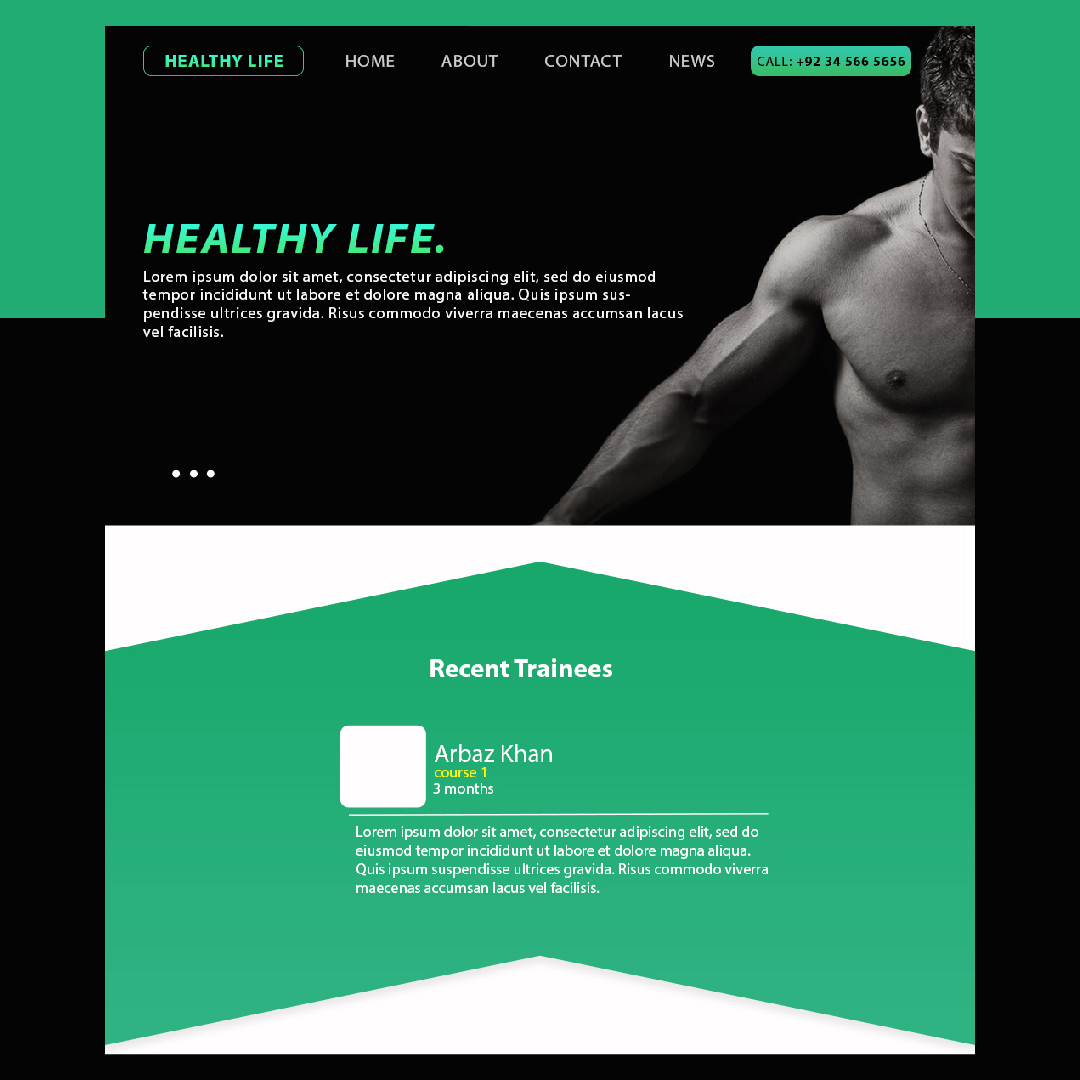 HEALTHY LIFE HOME ABOUT CONTACT NEWS CALL: +92 34 566 5656
HEALTHY LIFE.
Lorem ipsum dolor sit amet, consectetur adipiscing elit, sed do eiusmod
tempor incididunt ut labore et dolore magna aliqua. Quis ipsum sus-
pendisse ultrices gravida. Risus commodo viverra maecenas accumsan lacus
vel facilisis.
Recent Trainees
Arbaz Khan
course 1
3 months
Lorem ipsum dolor sit amet, consectetur adipiscing elit, sed do
eiusmod tempor incididunt ut labore et dolore magna aliqua.
Quis ipsum suspendisse ultrices gravida. Risus commodo viverra
maecenas accumsan lacus vel facilisis.